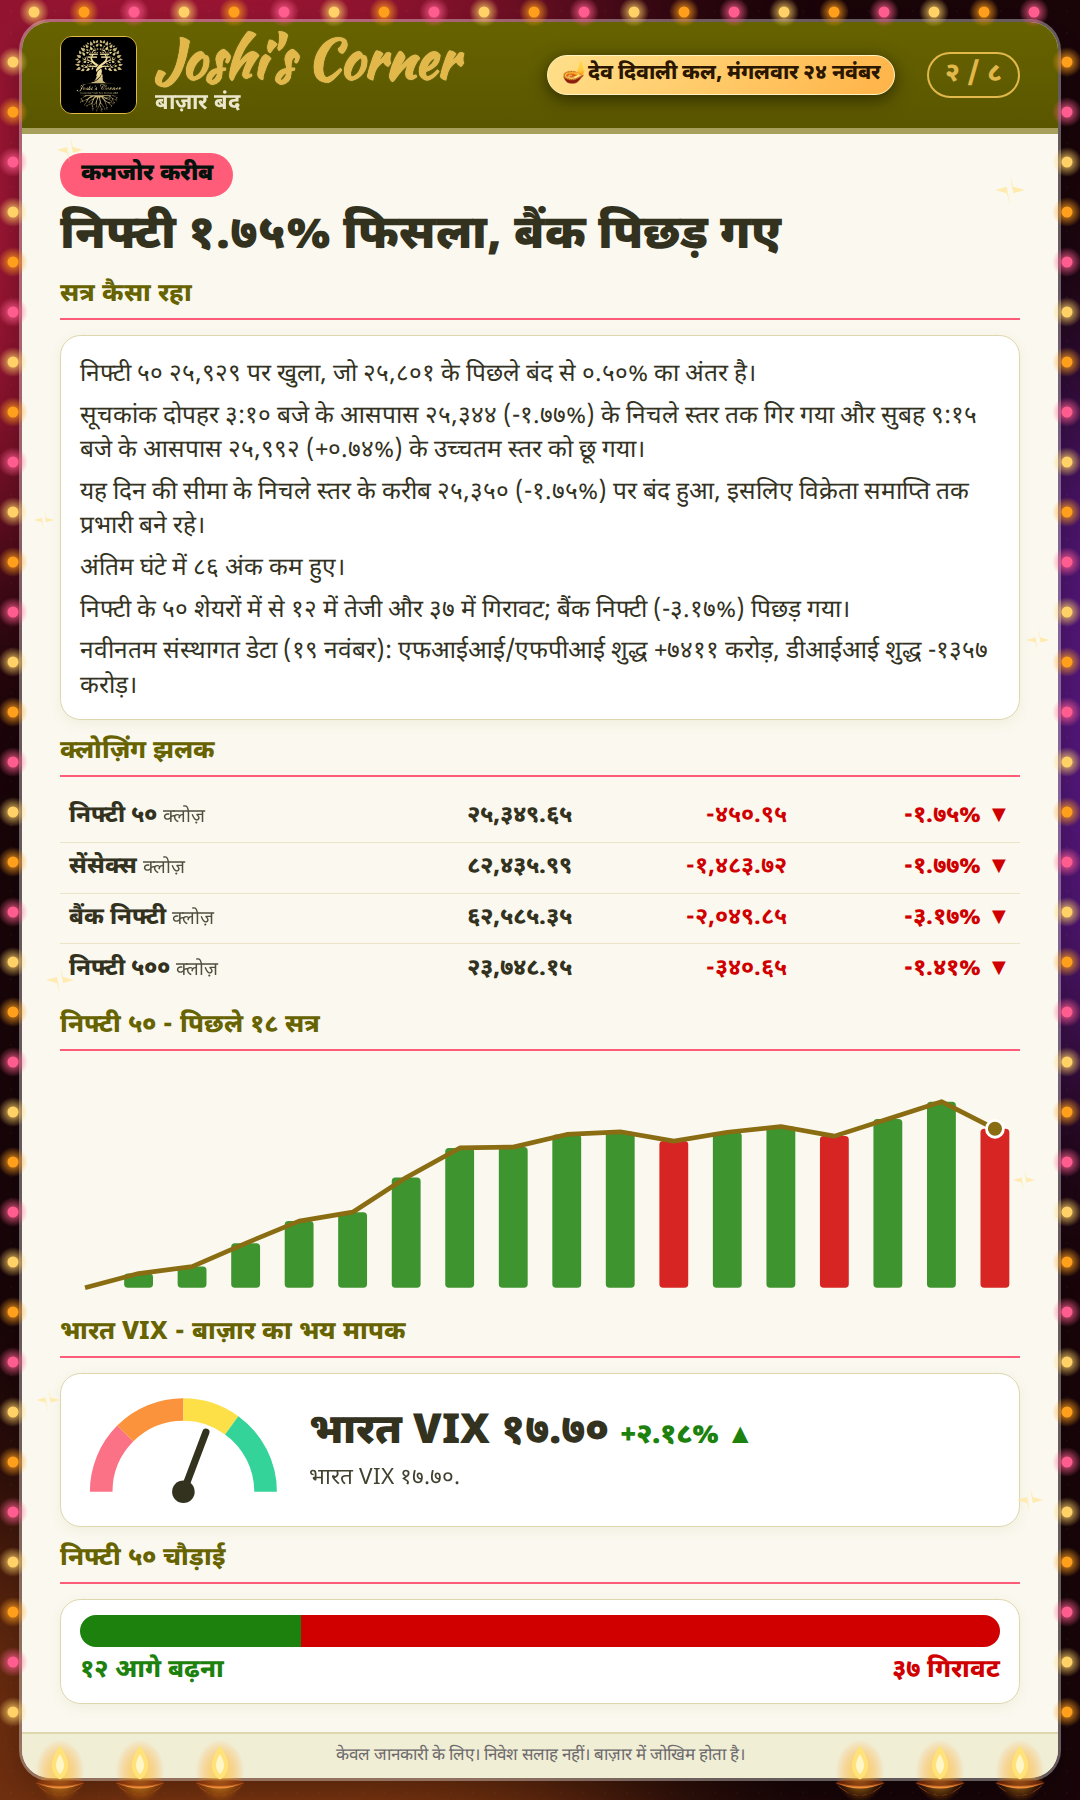 Joshi's Corner
Joshi's Corner
बाज़ार बंद
देव दिवाली कल, मंगलवार २४ नवंबर
२ / ८
कमजोर करीब
निफ्टी १.७५% फिसला, बैंक पिछड़ गए
सत्र कैसा रहा
निफ्टी ५० २५,९२९ पर खुला, जो २५,८०१ के पिछले बंद से ०.५०% का अंतर है।
सूचकांक दोपहर ३:१० बजे के आसपास २५,३४४ (-१.७७%) के निचले स्तर तक गिर गया और सुबह ९:१५
बजे के आसपास २५,९९२ (+०.७४%) के उच्चतम स्तर को छू गया।
यह दिन की सीमा के निचले स्तर के करीब २५,३५० (-१.७५%) पर बंद हुआ, इसलिए विक्रेता समाप्ति तक
प्रभारी बने रहे।
अंतिम घंटे में ८६ अंक कम हुए।
निफ्टी के ५० शेयरों में से १२ में तेजी और ३७ में गिरावट; बैंक निफ्टी (-३.१७%) पिछड़ गया।
नवीनतम संस्थागत डेटा (१९ नवंबर): एफआईआई/एफपीआई शुद्ध +७४११ करोड़, डीआईआई शुद्ध -१३५७
करोड़।
क्लोज़िंग झलक
निफ्टी ५० क्लोज़ २५,३४९.६५ -४५०.९५ -१.७५% ▼
सेंसेक्स क्लोज़ ८२,४३५.९९ -१,४८३.७२ -१.७७% ▼
बैंक निफ्टी क्लोज़ ६२,५८५.३५ -२,०४९.८५ -३.१७% ▼
निफ्टी ५०० क्लोज़ २३,७४८.१५ -३४०.६५ -१.४१% ▼
निफ्टी ५० - पिछले १८ सत्र
भारत VIX - बाज़ार का भय मापक
भारत VIX १७.७० +२.१८% ▲
भारत VIX १७.७०.
निफ्टी ५० चौड़ाई
१२ आगे बढ़ना
३७ गिरावट
केवल जानकारी के लिए। निवेश सलाह नहीं। बाज़ार में जोखिम होता है।